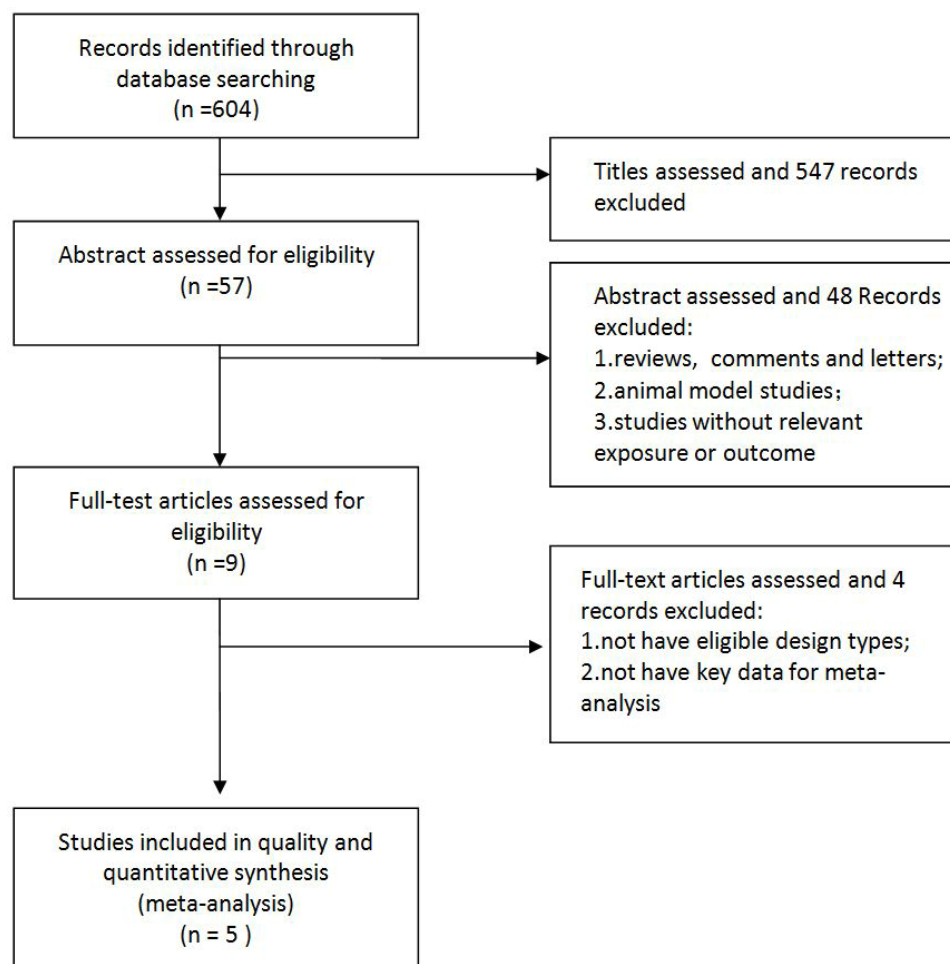 Records identified through
database searching
(n =604)
Titles assessed and 547 records
excluded
Abstract assessed for eligibility
(n =57)
Abstract assessed and 48 Records
excluded:
1.reviews, comments and letters;
2.animal model studies；
3.studies without relevant
exposure or outcome
Full-test articles assessed for
eligibility
(n =9)
Full-text articles assessed and 4
records excluded:
1.not have eligible design types;
2.not have key data for meta-
analysis
Studies included in quality and
quantitative synthesis
(meta-analysis)
(n = 5 )